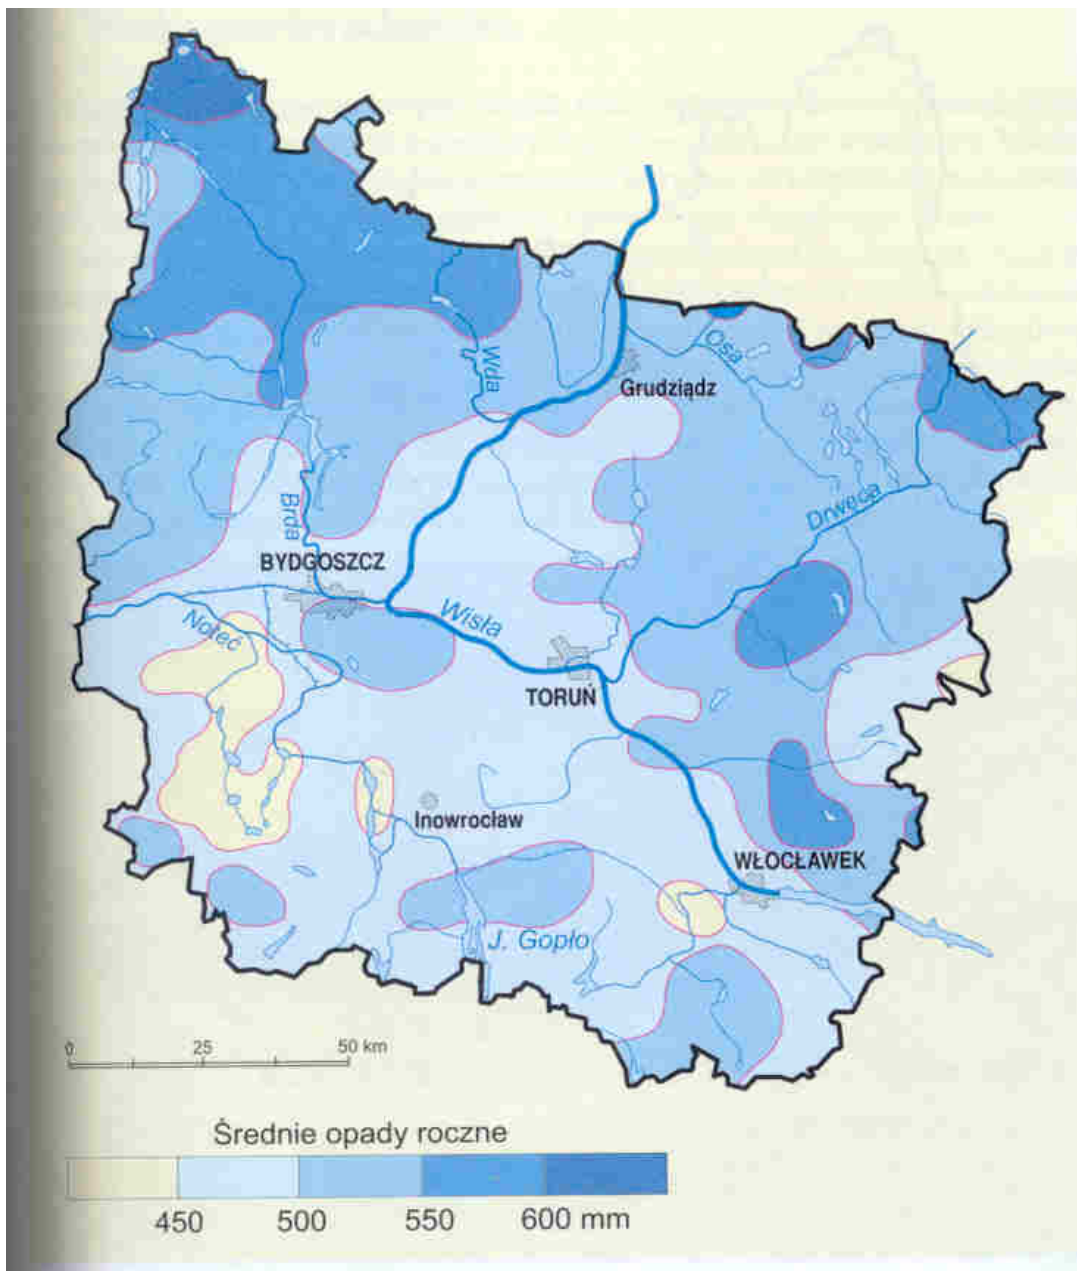 Wda
Osa
Grudziądz
Drwęca
Brda
BYDGOSZCZ
Noteć
Wisła
TORUŃ
Inowrocław
WŁOCŁAWEK
J. Gopło
0 25 50 km
Średnie opady roczne
450 500 550 600 mm